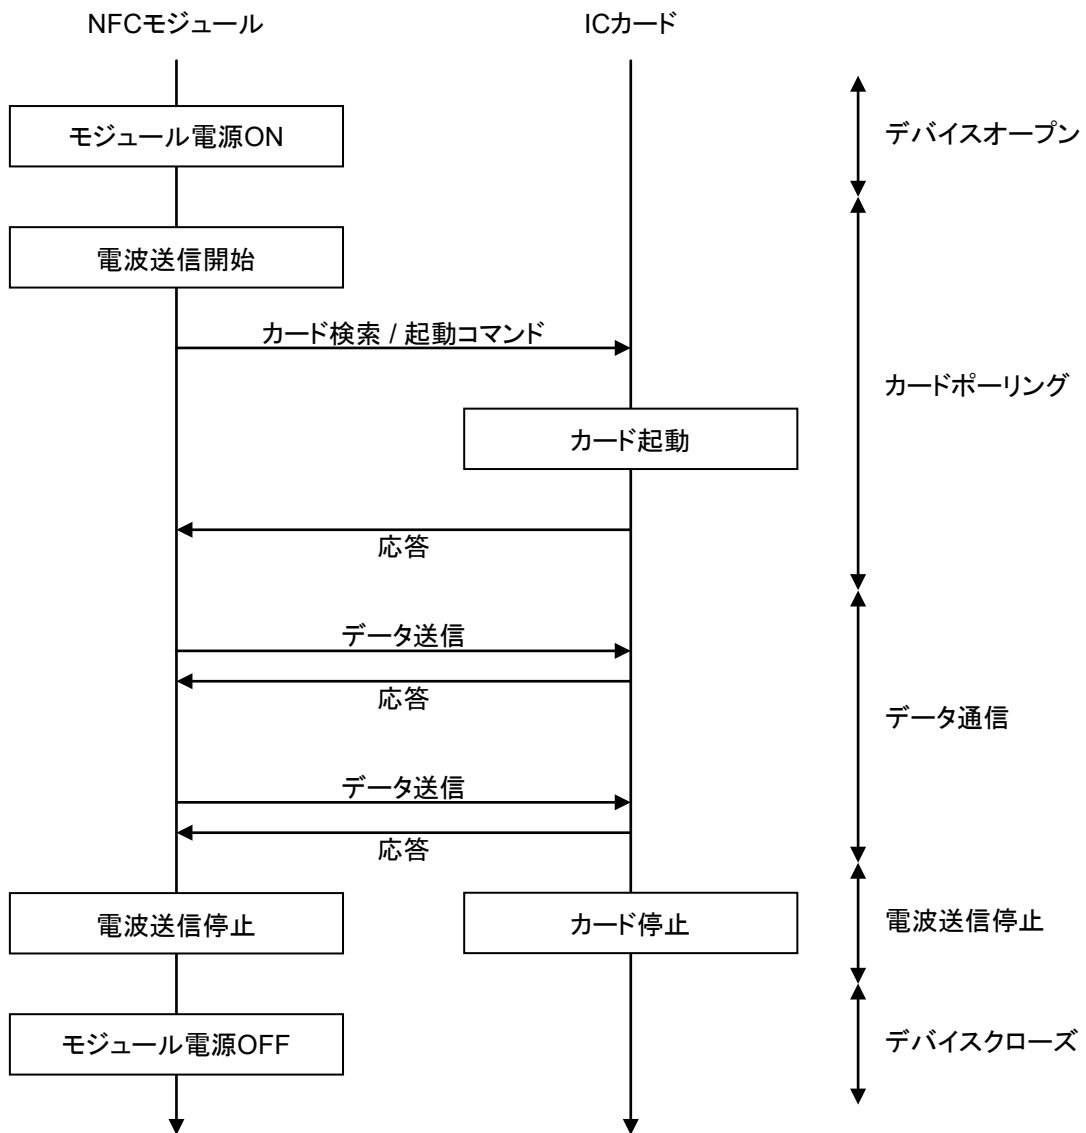 NFCモジュール
ICカード
モジュール電源ON
デバイスオープン
電波送信開始
カード検索 / 起動コマンド
カードポーリング
カード起動
応答
データ送信
応答
データ通信
データ送信
応答
電波送信停止
カード停止
電波送信停止
モジュール電源OFF
デバイスクローズ